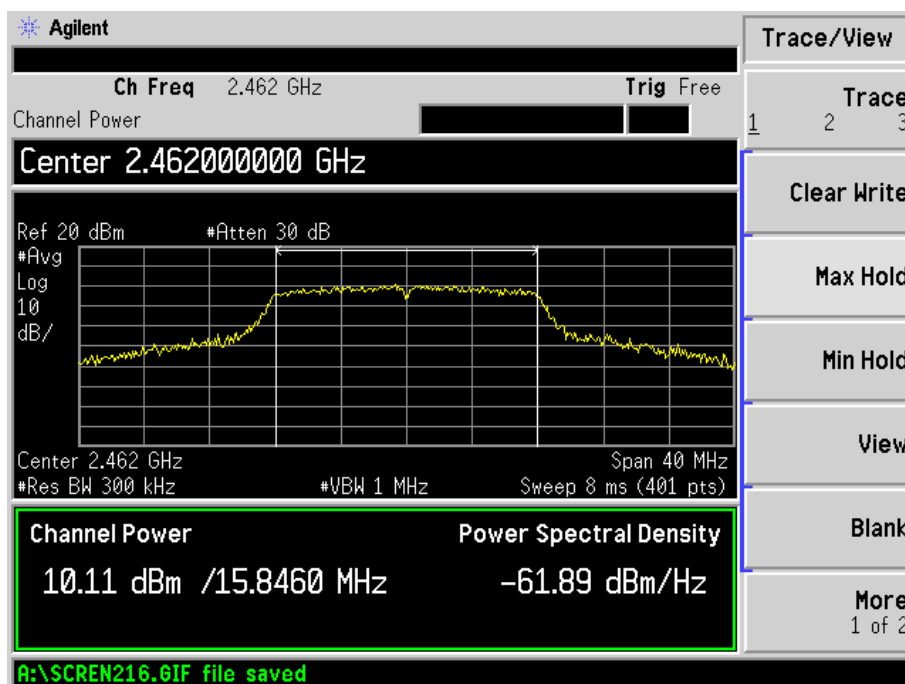 Agilent
Ch Freq 2.462 GHz Trig Free
Channel Power
Center 2.462000000 GHz
Ref 20 dBm #Atten 30 dB
#Avg
Log
10
dB/
Center 2.462 GHz Span 40 MHz
#Res BW 300 kHz #VBW 1 MHz Sweep 8 ms (401 pts)
Channel Power Power Spectral Density
10.11 dBm /15.8460 MHz -61.89 dBm/Hz
A:\SCREN216.GIF file saved
Trace/View
Trace
1 2 3
Clear Write
Max Hold
Min Hold
View
Blank
More
1 of 2